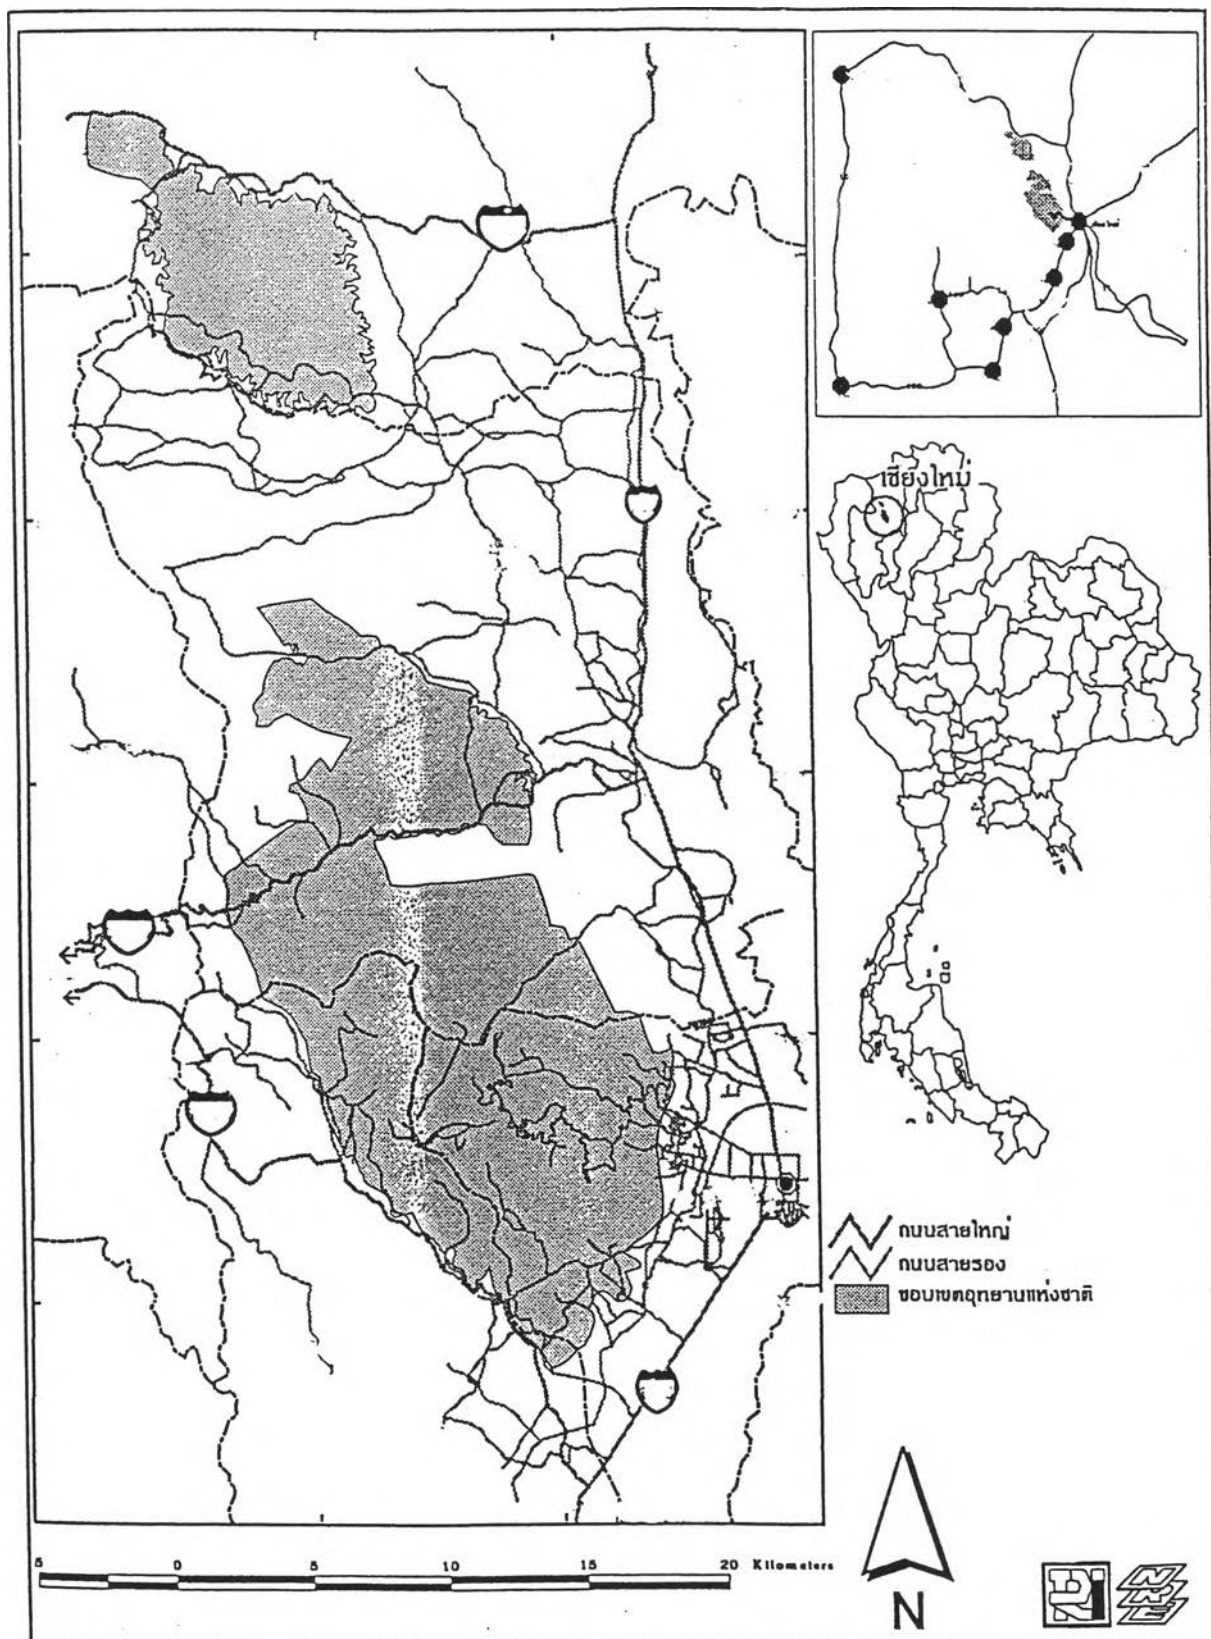 เชียงใหม่
ถนนสายใหญ่
ถนนสายรอง
ขอบเขตอุทยานแห่งชาติ
5 0 5 10 15 20 Kilometers
N